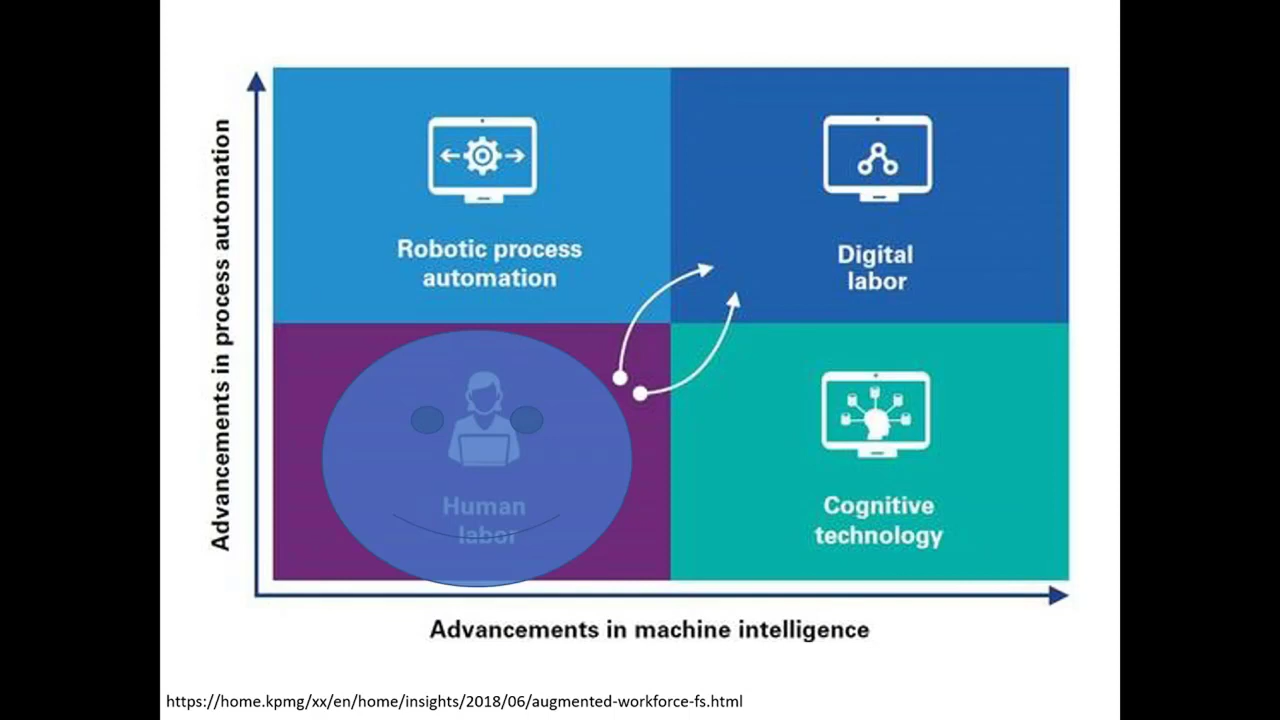 Advancements in process automation
Robotic process
automation
Digital
labor
Human
labor
Cognitive
technology
Advancements in machine intelligence
https://home.kpmg/xx/en/home/insights/2018/06/augmented-workforce-fs.html